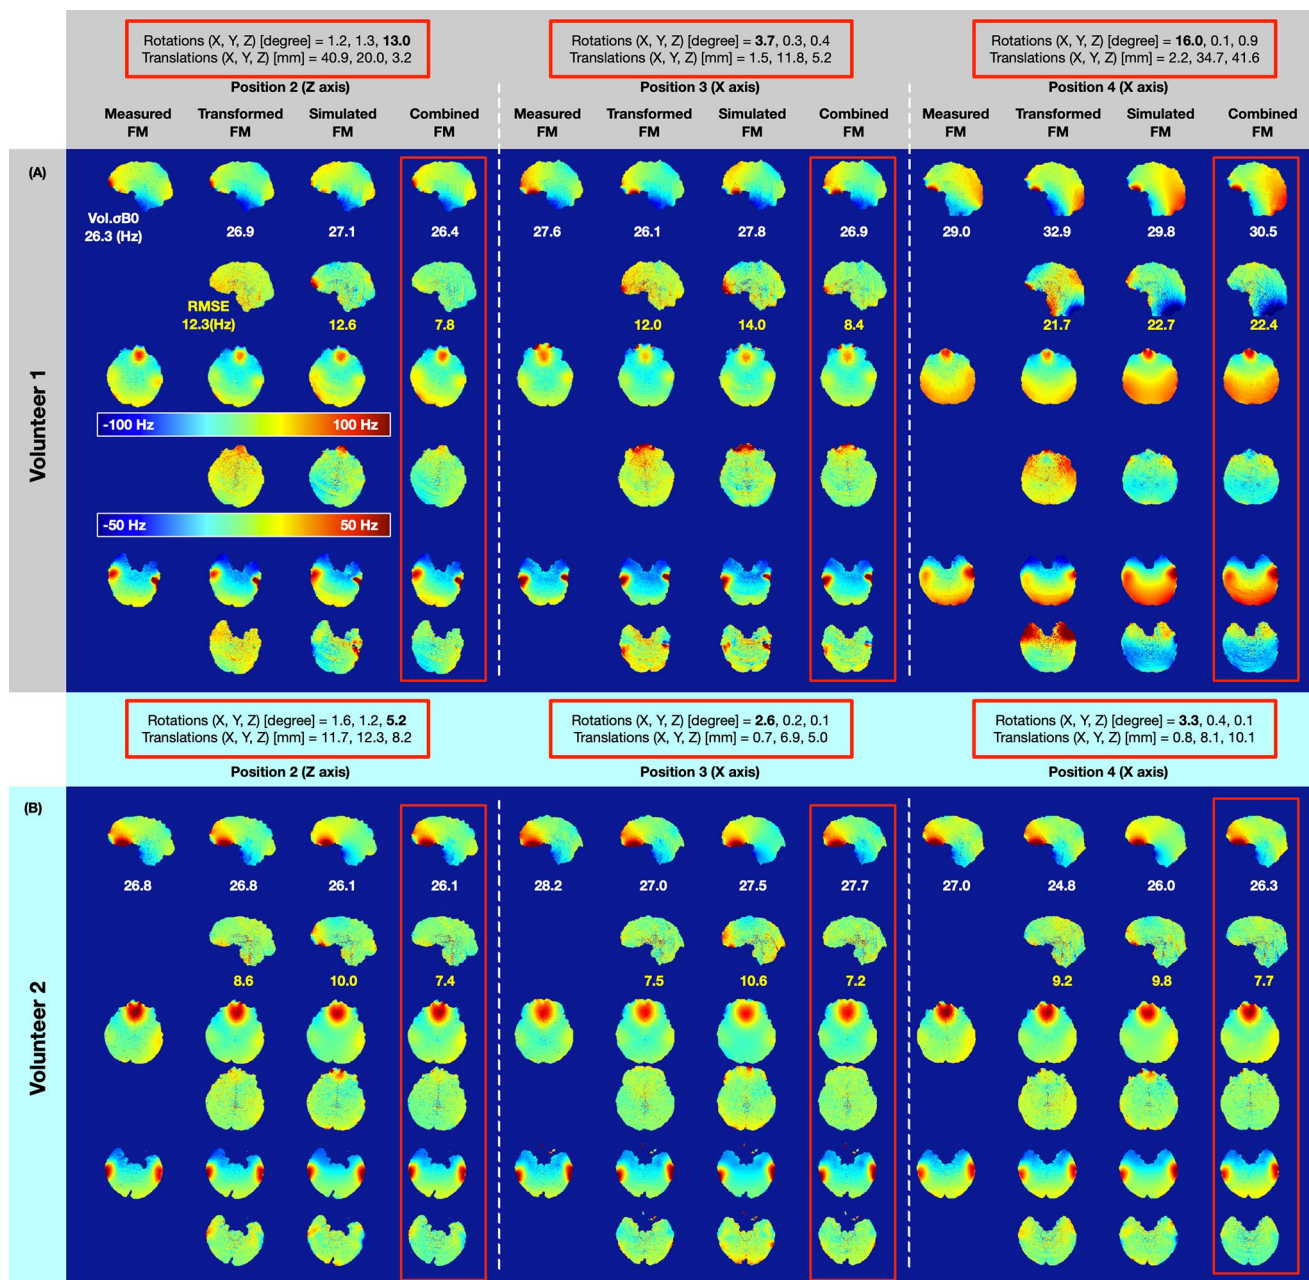 Rotations (X, Y, Z) [degree] = 1.2, 1.3, 13.0
Translations (X, Y, Z) [mm] = 40.9, 20.0, 3.2
Rotations (X, Y, Z) [degree] = 3.7, 0.3, 0.4
Translations (X, Y, Z) [mm] = 1.5, 11.8, 5.2
Rotations (X, Y, Z) [degree] = 16.0, 0.1, 0.9
Translations (X, Y, Z) [mm] = 2.2, 34.7, 41.6
Position 2 (Z axis)
Position 3 (X axis)
Position 4 (X axis)
Measured
FM
Transformed
FM
Simulated
FM
Combined
FM
Measured
FM
Transformed
FM
Simulated
FM
Combined
FM
Measured
FM
Transformed
FM
Simulated
FM
Combined
FM
Volunteer 1
(A)
Vol.σB0
26.3 (Hz)
26.9
27.1
26.4
27.6
26.1
27.8
26.9
29.0
32.9
29.8
30.5
RMSE
12.3(Hz)
12.6
7.8
12.0
14.0
8.4
21.7
22.7
22.4
-100 Hz
100 Hz
-50 Hz
50 Hz
Rotations (X, Y, Z) [degree] = 1.6, 1.2, 5.2
Translations (X, Y, Z) [mm] = 11.7, 12.3, 8.2
Rotations (X, Y, Z) [degree] = 2.6, 0.2, 0.1
Translations (X, Y, Z) [mm] = 0.7, 6.9, 5.0
Rotations (X, Y, Z) [degree] = 3.3, 0.4, 0.1
Translations (X, Y, Z) [mm] = 0.8, 8.1, 10.1
Position 2 (Z axis)
Position 3 (X axis)
Position 4 (X axis)
Volunteer 2
(B)
26.8
26.8
26.1
26.1
28.2
27.0
27.5
27.7
27.0
24.8
26.0
26.3
8.6
10.0
7.4
7.5
10.6
7.2
9.2
9.8
7.7